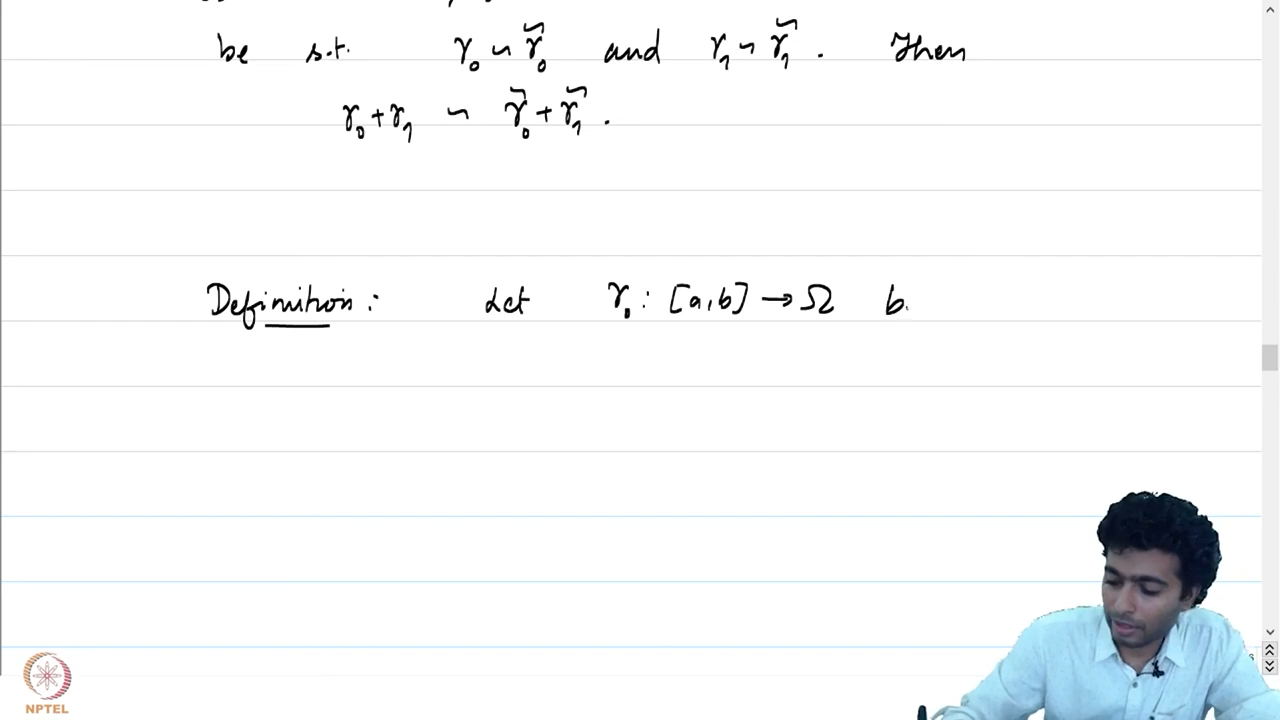 be s.t. γ₀ ∼ γ̃₀ and γ₁ ∼ γ̃₁ . Then
γ₀ + γ₁ ∼ γ̃₀ + γ̃₁ .
Definition : Let γ₀ : [a,b] → Ω b
NPTEL